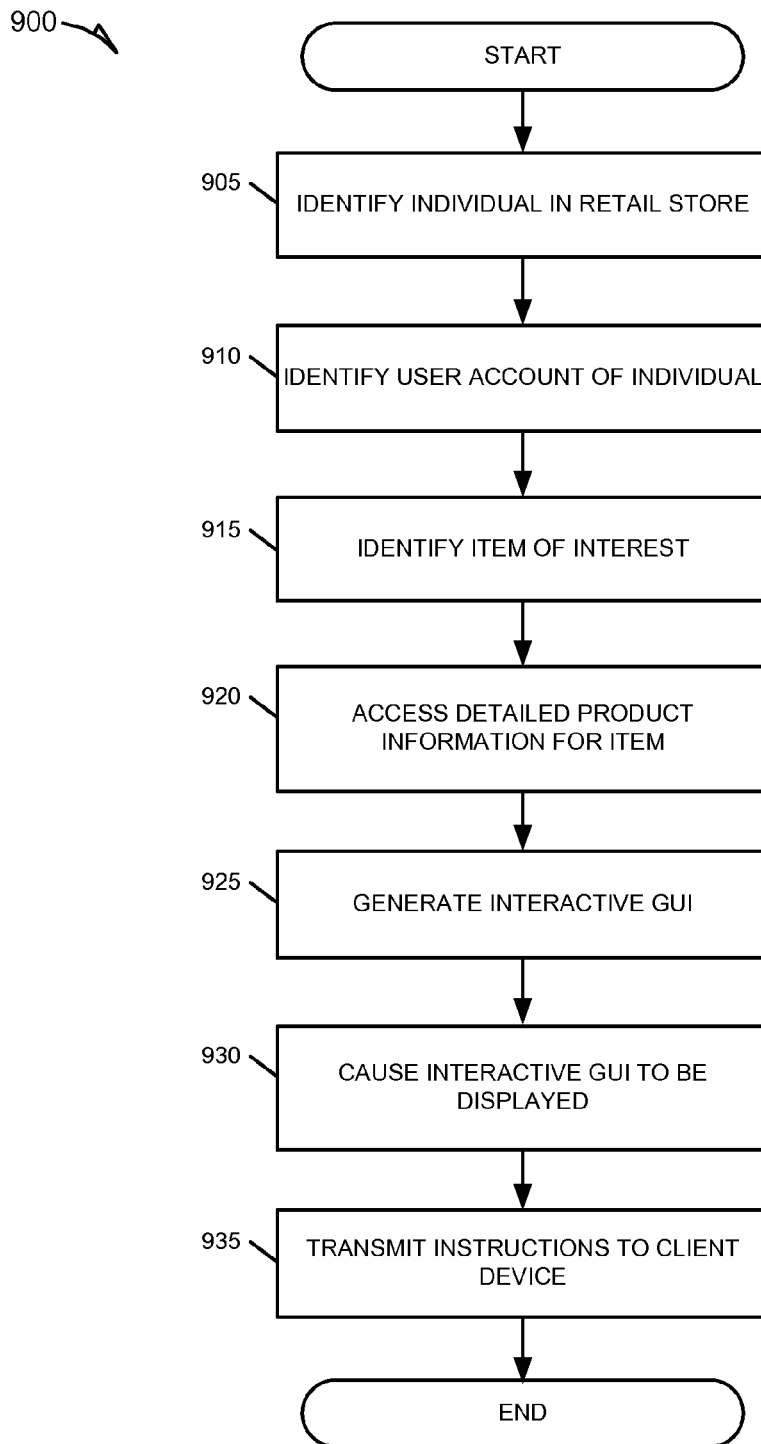 900
START
905
IDENTIFY INDIVIDUAL IN RETAIL STORE
910
IDENTIFY USER ACCOUNT OF INDIVIDUAL
915
IDENTIFY ITEM OF INTEREST
920
ACCESS DETAILED PRODUCT
INFORMATION FOR ITEM
925
GENERATE INTERACTIVE GUI
930
CAUSE INTERACTIVE GUI TO BE
DISPLAYED
935
TRANSMIT INSTRUCTIONS TO CLIENT
DEVICE
END